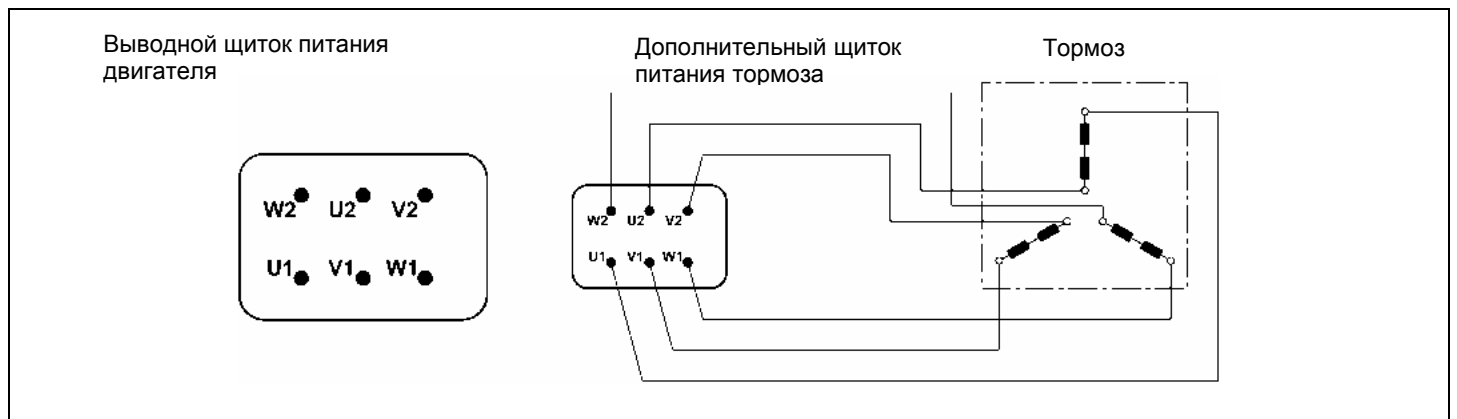 Выводной щиток питания
двигателя
Дополнительный щиток
питания тормоза
Тормоз
W2 U2 V2
U1 V1 W1
W2 U2 V2
U1 V1 W1